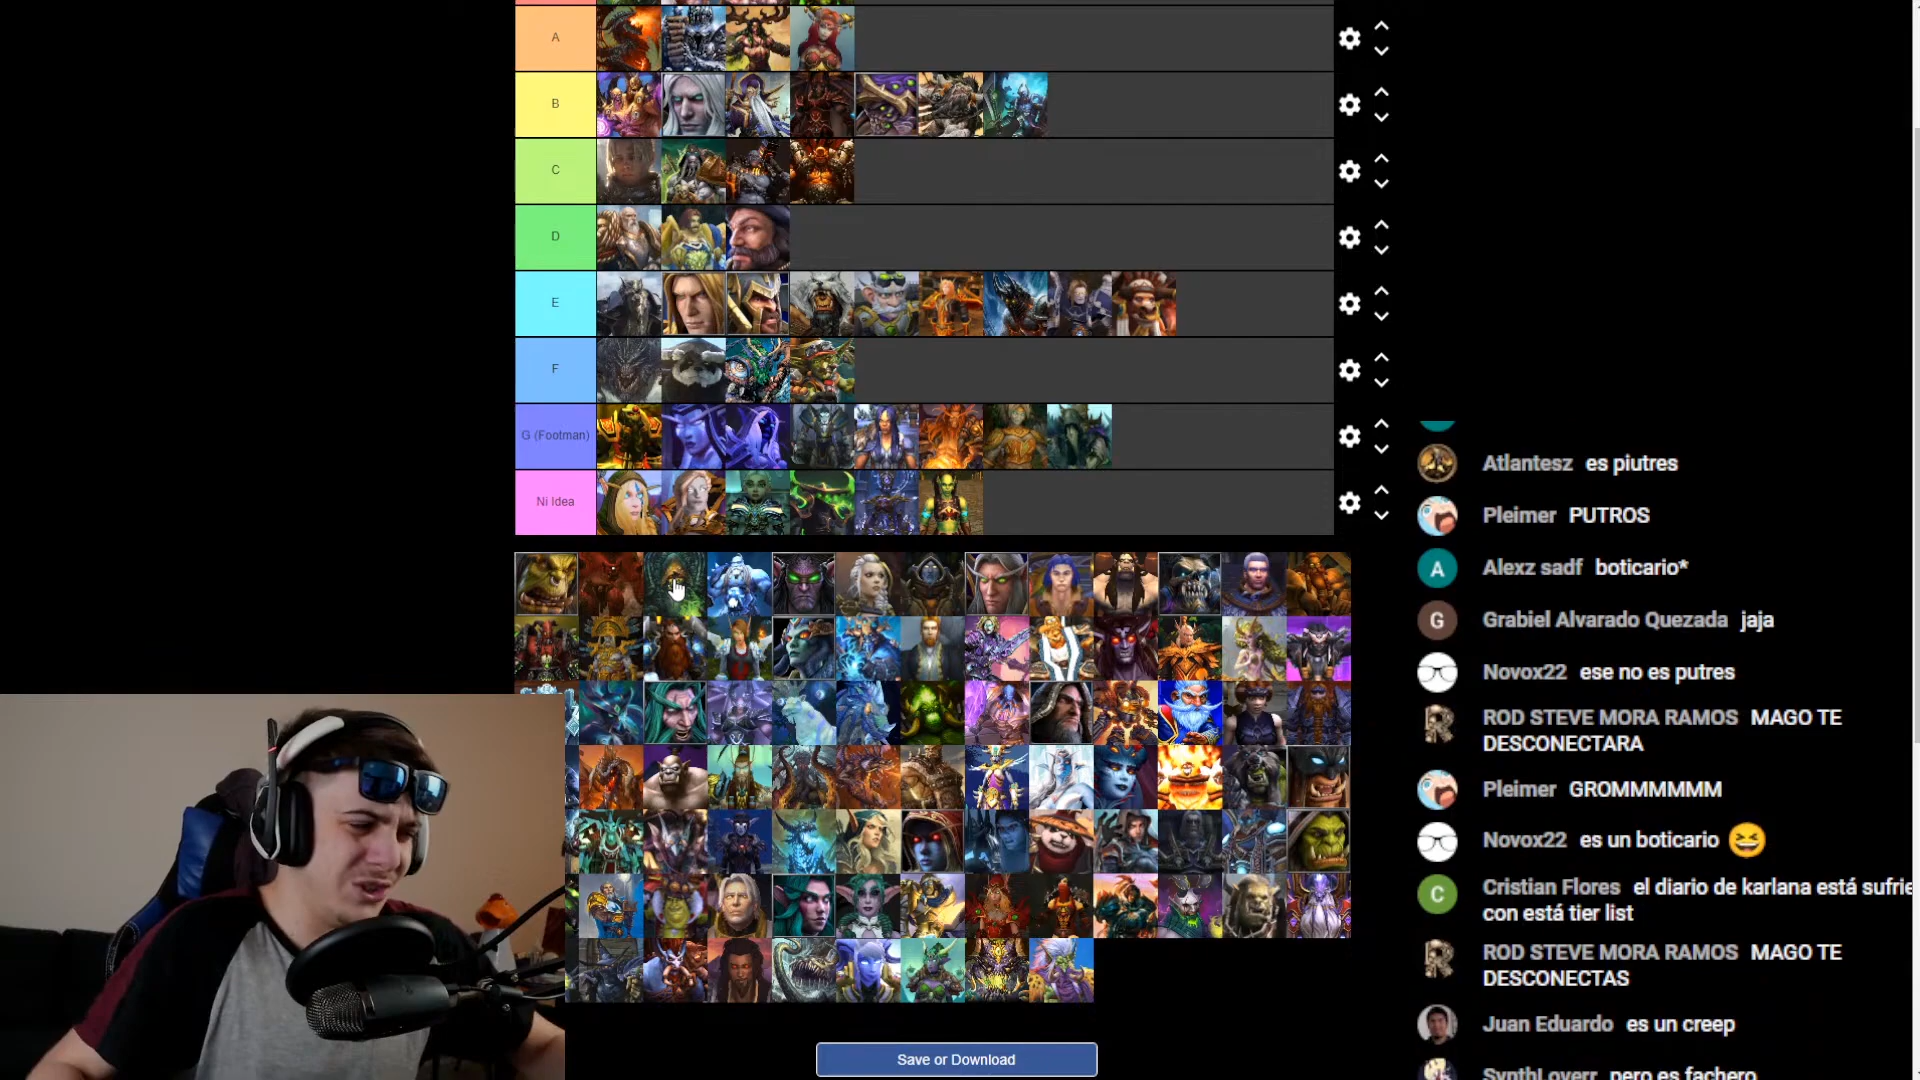 A
B
C
D
E
F
G (Footman)
Ni Idea
Save or Download
Atlantesz es piutres
Pleimer PUTROS
A
Alexz sadf boticario*
G
Grabiel Alvarado Quezada jaja
Novox22 ese no es putres
R
ROD STEVE MORA RAMOS MAGO TE
DESCONECTARA
Pleimer GROMMMMMM
Novox22 es un boticario
C
Cristian Flores el diario de karlana está sufrie
con está tier list
R
ROD STEVE MORA RAMOS MAGO TE
DESCONECTAS
Juan Eduardo es un creep
SynthLoverr pero es fachero